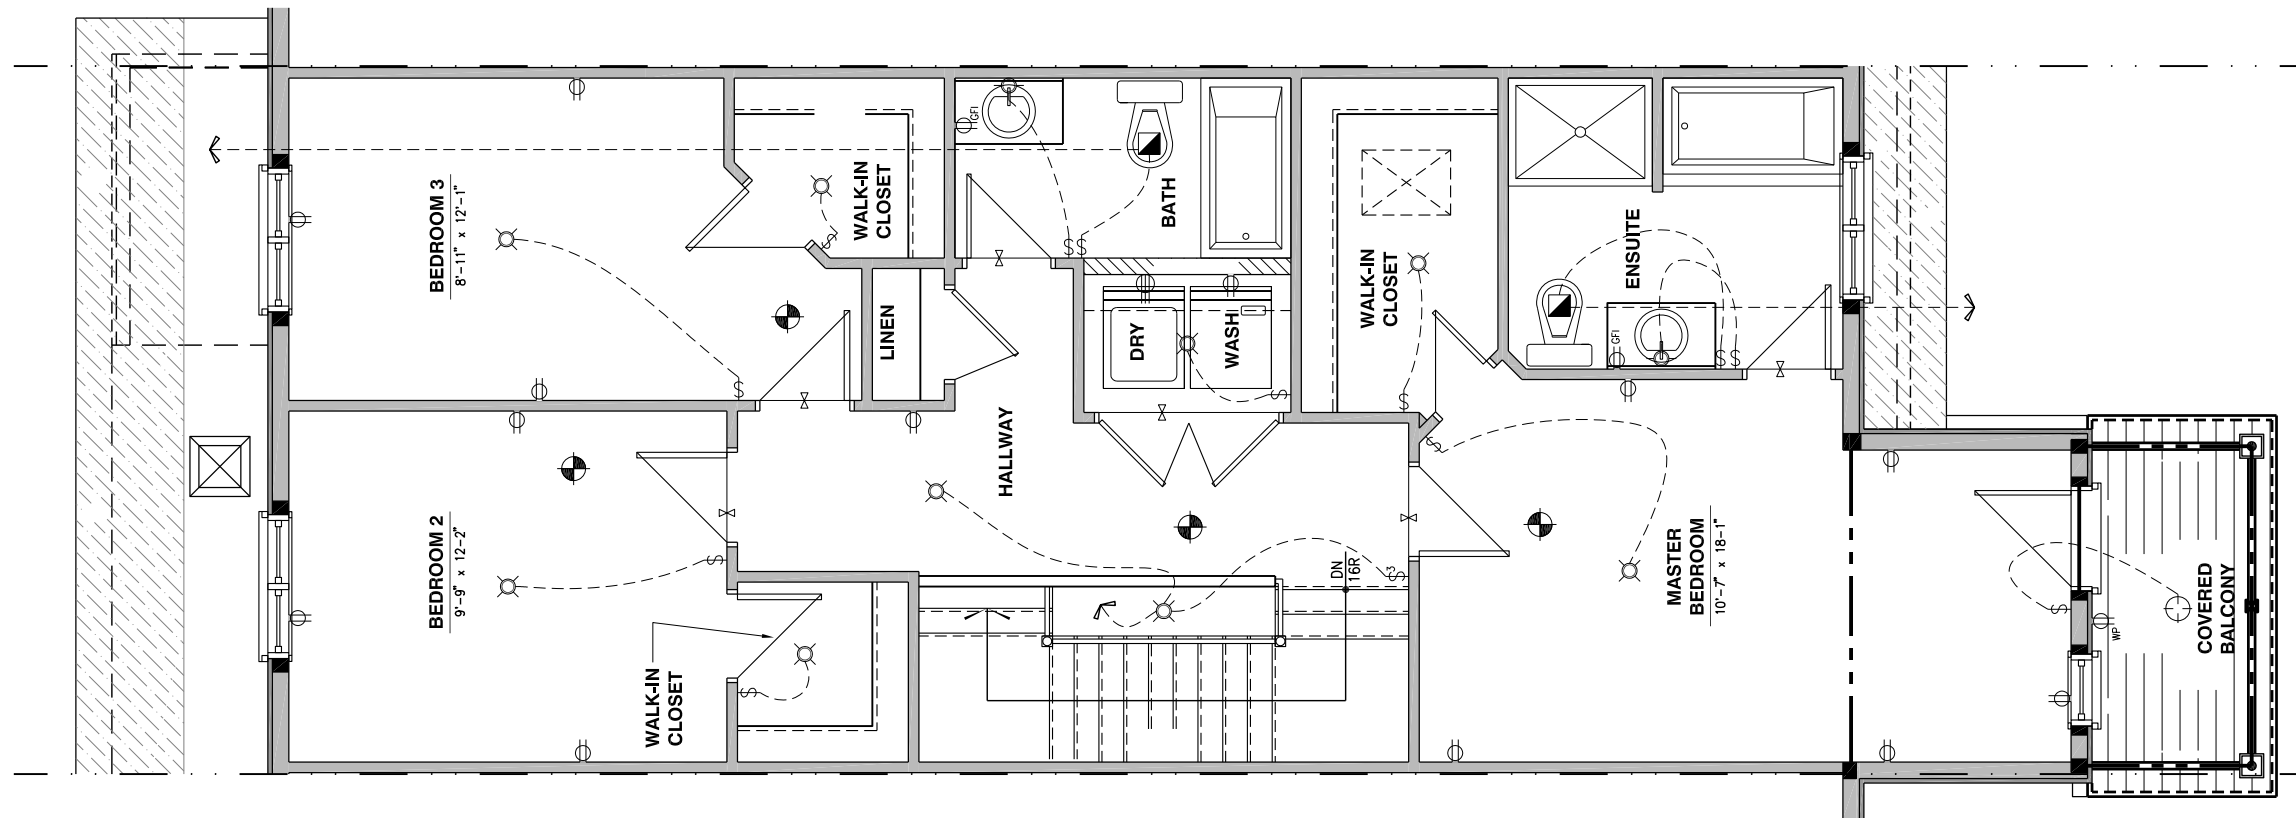 BEDROOM 3
8'-11" x 12'-1"
WALK-IN
CLOSET
GFI
BATH
LINEN
DRY
WASH
WALK-IN
CLOSET
ENSUITE
GFI
HALLWAY
BEDROOM 2
9'-9" x 12-2"
WALK-IN
CLOSET
S
S
S
S
S
S
S
S
S
S
S
S
S³
S
DN
16R
MASTER
BEDROOM
10'-7" x 18-1"
WP
COVERED
BALCONY